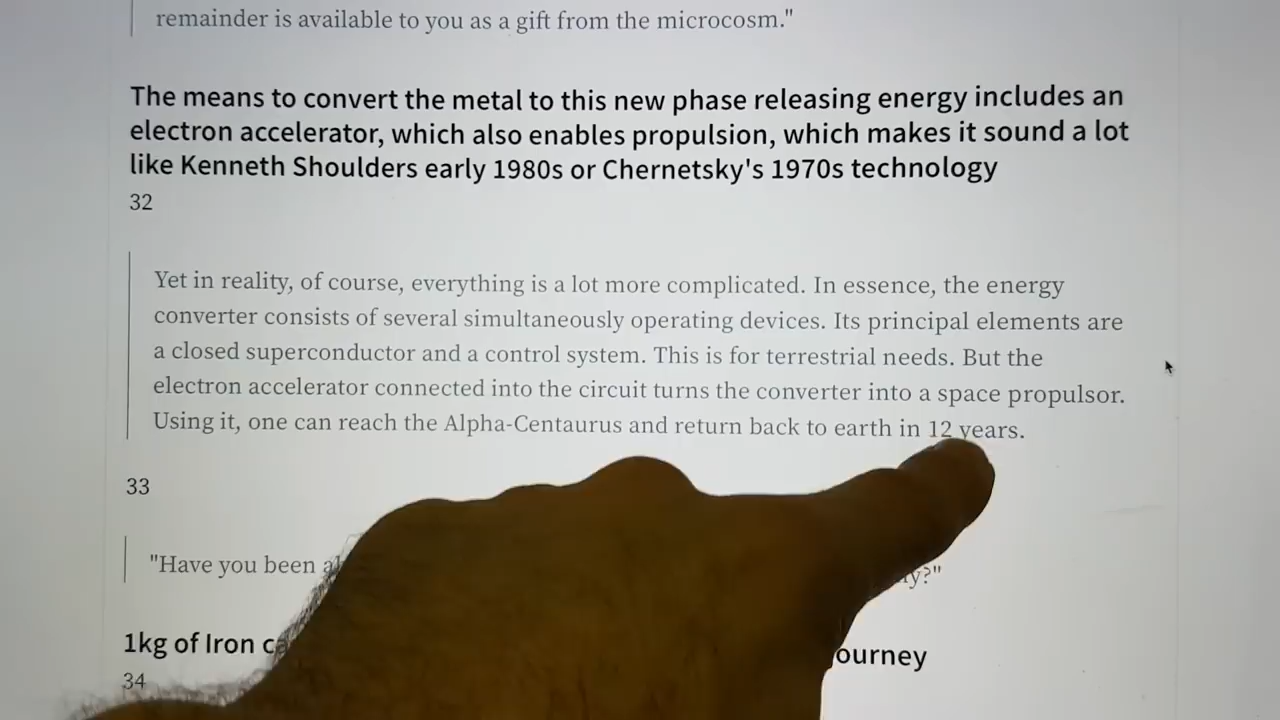 remainder is available to you as a gift from the microcosm."
The means to convert the metal to this new phase releasing energy includes an
electron accelerator, which also enables propulsion, which makes it sound a lot
like Kenneth Shoulders early 1980s or Chernetsky's 1970s technology
32
Yet in reality, of course, everything is a lot more complicated. In essence, the energy
converter consists of several simultaneously operating devices. Its principal elements are
a closed superconductor and a control system. This is for terrestrial needs. But the
electron accelerator connected into the circuit turns the converter into a space propulsor.
Using it, one can reach the Alpha-Centaurus and return back to earth in 12 years.
33
"Have you been
1kg of Iron
34